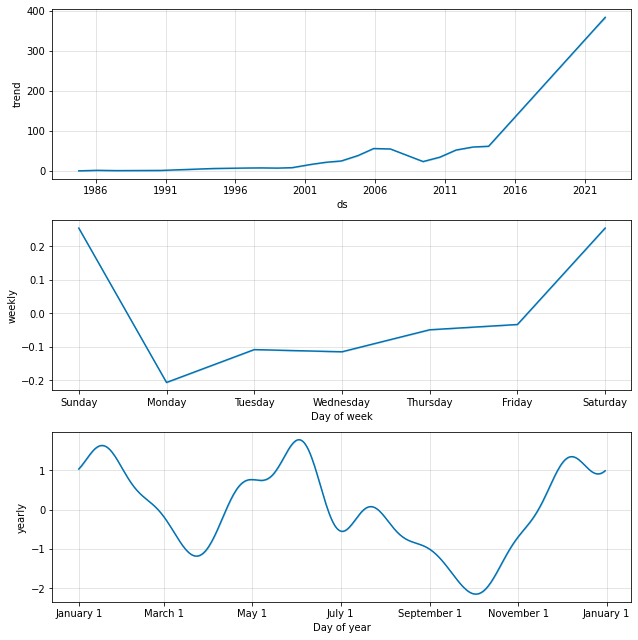 400
300
200
100
0
trend
1986 1991 1996 2001 2006 2011 2016 2021
ds
0.2
0.1
0.0
−0.1
−0.2
weekly
Sunday Monday Tuesday Wednesday Thursday Friday Saturday
Day of week
1
0
−1
−2
yearly
January 1 March 1 May 1 July 1 September 1 November 1 January 1
Day of year